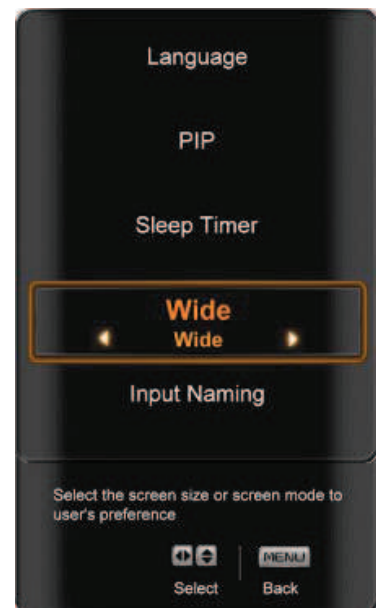 Language
PIP
Sleep Timer
Wide
Wide
Input Naming
Select the screen size or screen mode to
user's preference
MENU
Select Back